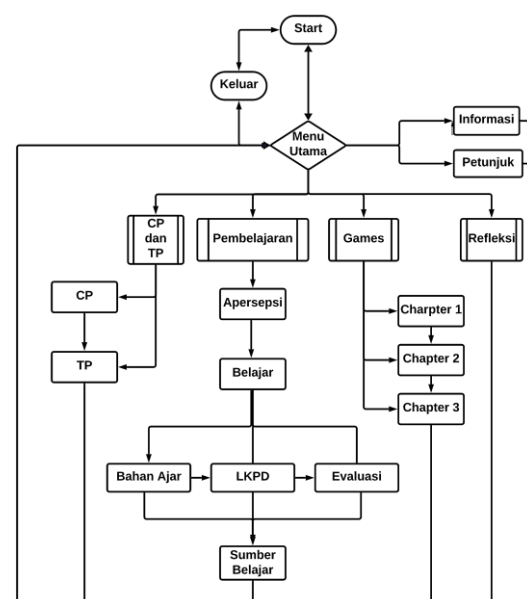 Start
Keluar
Menu
Utama
Informasi
Petunjuk
CP
dan
TP
Pembelajaran
Games
Refleksi
CP
TP
Apersepsi
Belajar
Charpter 1
Chapter 2
Chapter 3
Bahan Ajar
LKPD
Evaluasi
Sumber
Belajar